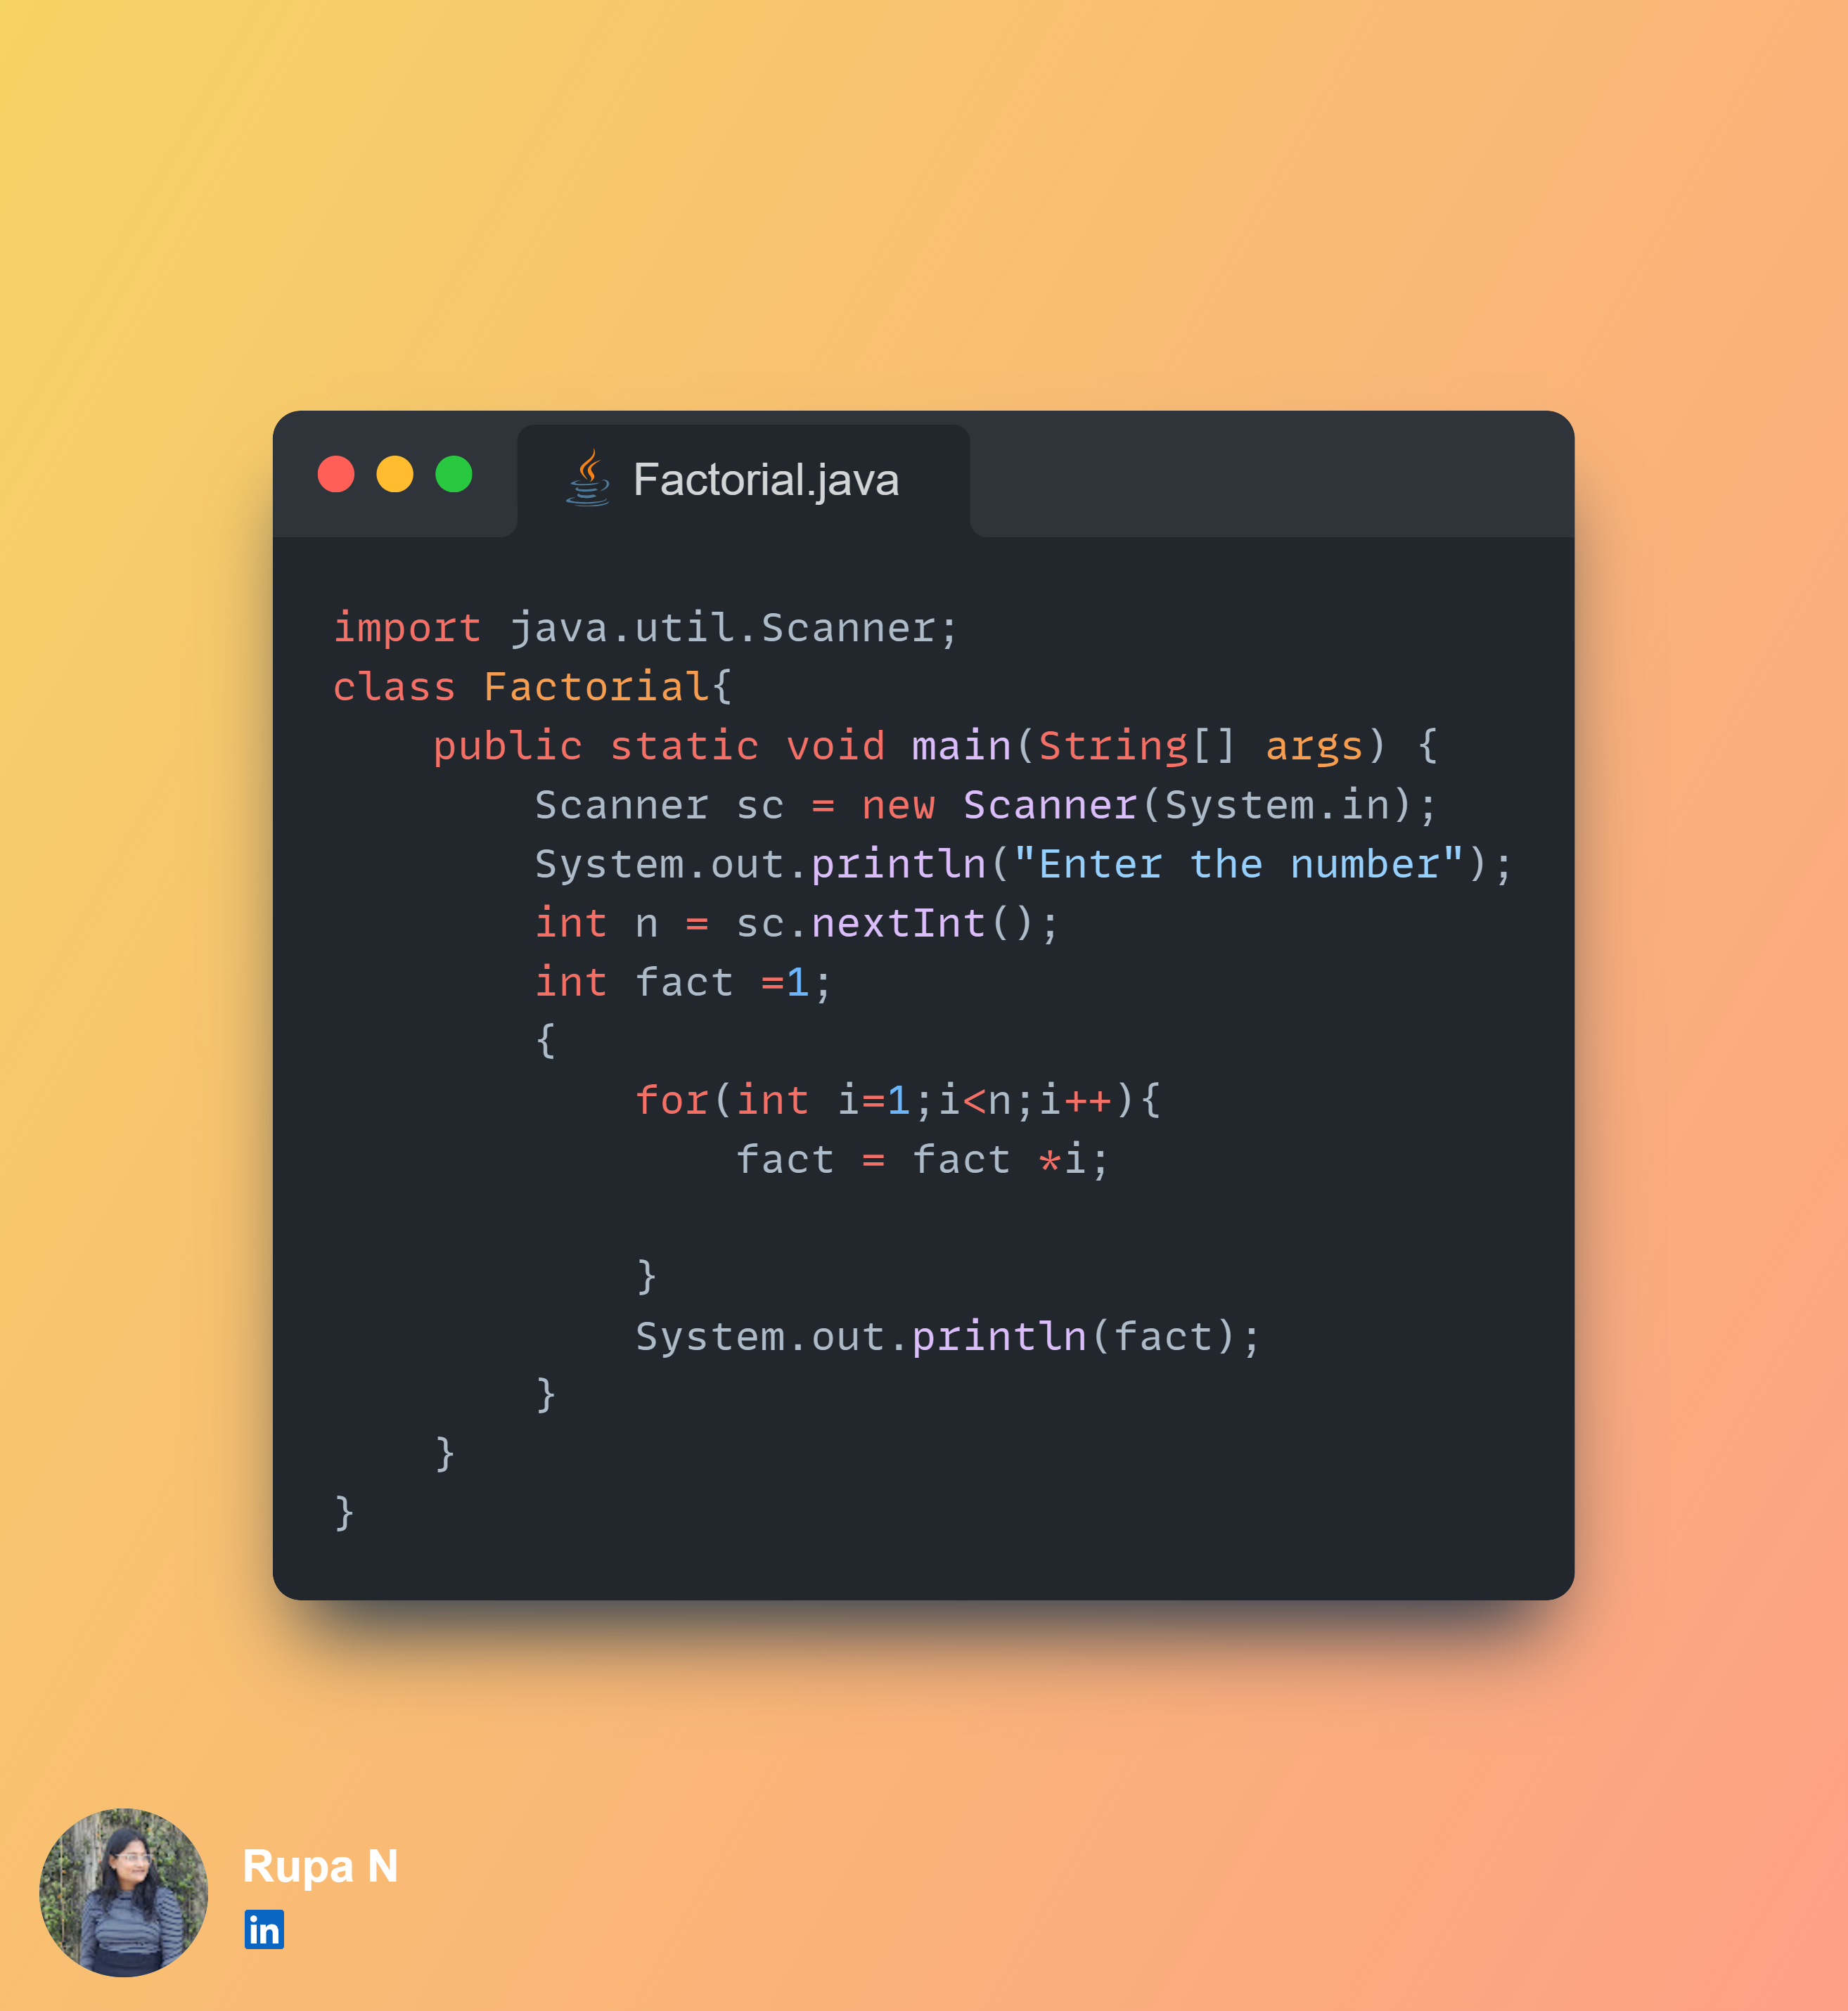 Factorial.java
import java.util.Scanner;
class Factorial{
    public static void main(String[] args) {
        Scanner sc = new Scanner(System.in);
        System.out.println("Enter the number");
        int n = sc.nextInt();
        int fact =1;
        {
            for(int i=1;i<n;i++){
                fact = fact *i;

            }
            System.out.println(fact);
        }
    }
}
Rupa N
in